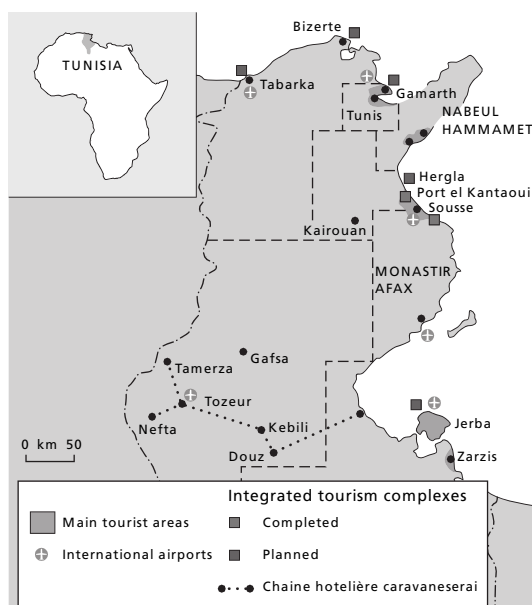 TUNISIA
Bizerte
Tabarka
Gamarth
Tunis
NABEUL
HAMMAMET
Hergla
Port el Kantaoui
Sousse
Kairouan
MONASTIR
AFAX
Gafsa
Tamerza
Tozeur
Nefta
Kebili
Douz
Jerba
Zarzis
0 km 50
Integrated tourism complexes
Main tourist areas
Completed
International airports
Planned
Chaine hotelière caravaneserai